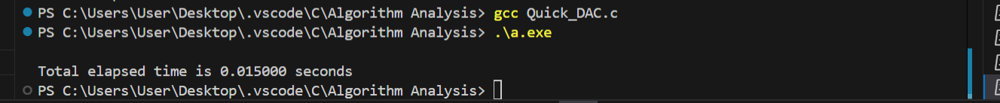 PS C:\Users\User\Desktop\.vscode\C\Algorithm Analysis> gcc Quick_DAC.c
PS C:\Users\User\Desktop\.vscode\C\Algorithm Analysis> .\a.exe
Total elapsed time is 0.015000 seconds
PS C:\Users\User\Desktop\.vscode\C\Algorithm Analysis>